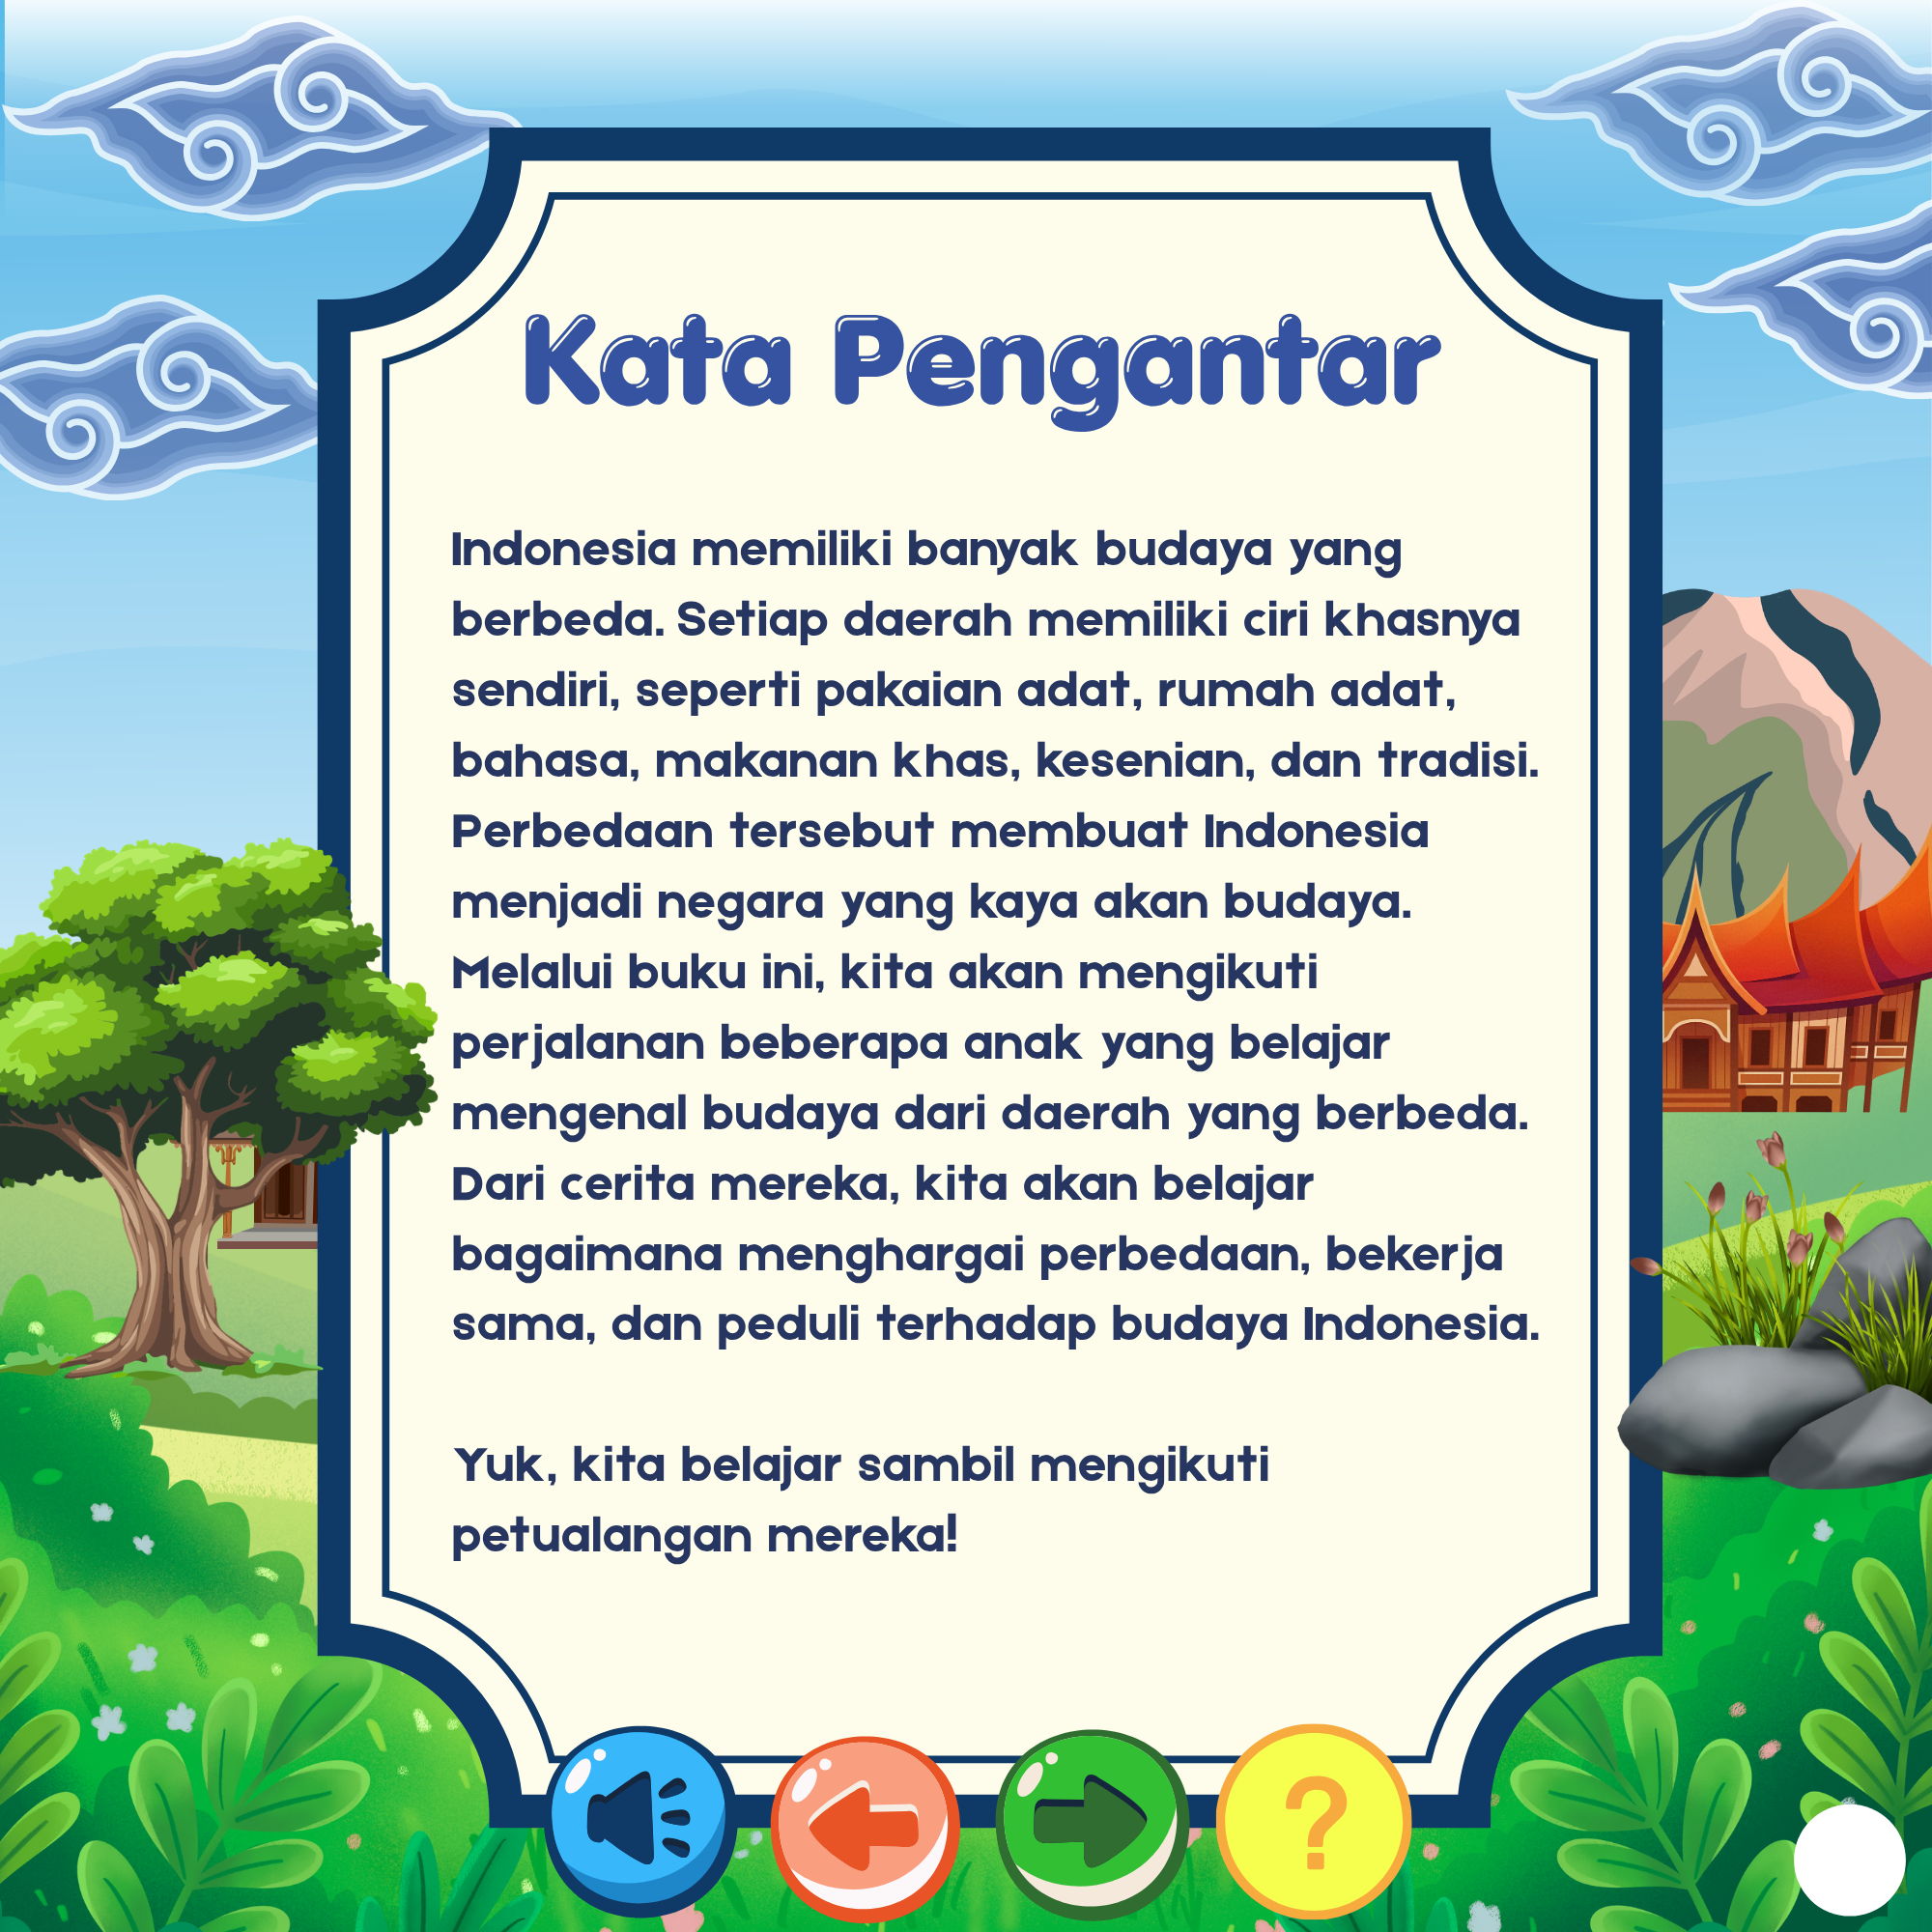 Kata Pengantar
Indonesia memiliki banyak budaya yang
berbeda. Setiap daerah memiliki ciri khasnya
sendiri, seperti pakaian adat, rumah adat,
bahasa, makanan khas, kesenian, dan tradisi.
Perbedaan tersebut membuat Indonesia
menjadi negara yang kaya akan budaya.
Melalui buku ini, kita akan mengikuti
perjalanan beberapa anak yang belajar
mengenal budaya dari daerah yang berbeda.
Dari cerita mereka, kita akan belajar
bagaimana menghargai perbedaan, bekerja
sama, dan peduli terhadap budaya Indonesia.
Yuk, kita belajar sambil mengikuti
petualangan mereka!
?